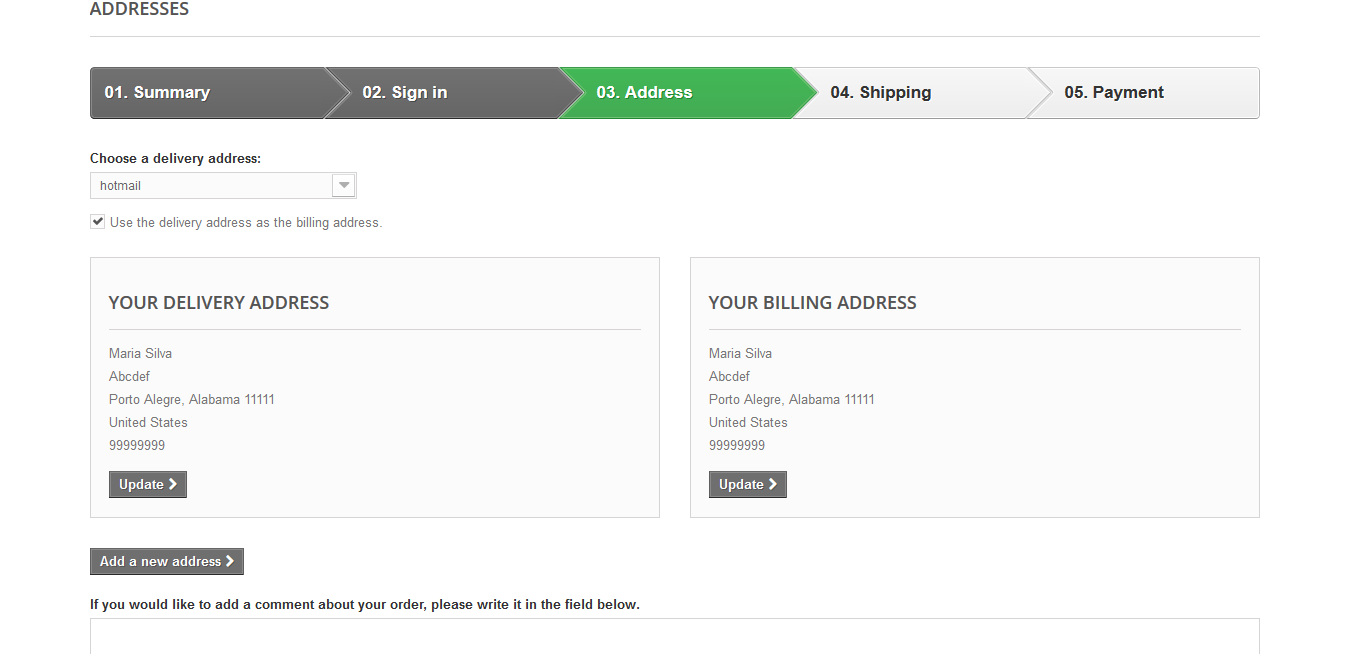 ADDRESSES
01. Summary
02. Sign in
03. Address
04. Shipping
05. Payment
Choose a delivery address:
hotmail
Use the delivery address as the billing address.
YOUR DELIVERY ADDRESS
Maria Silva
Abcdef
Porto Alegre, Alabama 11111
United States
99999999
Update
YOUR BILLING ADDRESS
Maria Silva
Abcdef
Porto Alegre, Alabama 11111
United States
99999999
Update
Add a new address
If you would like to add a comment about your order, please write it in the field below.